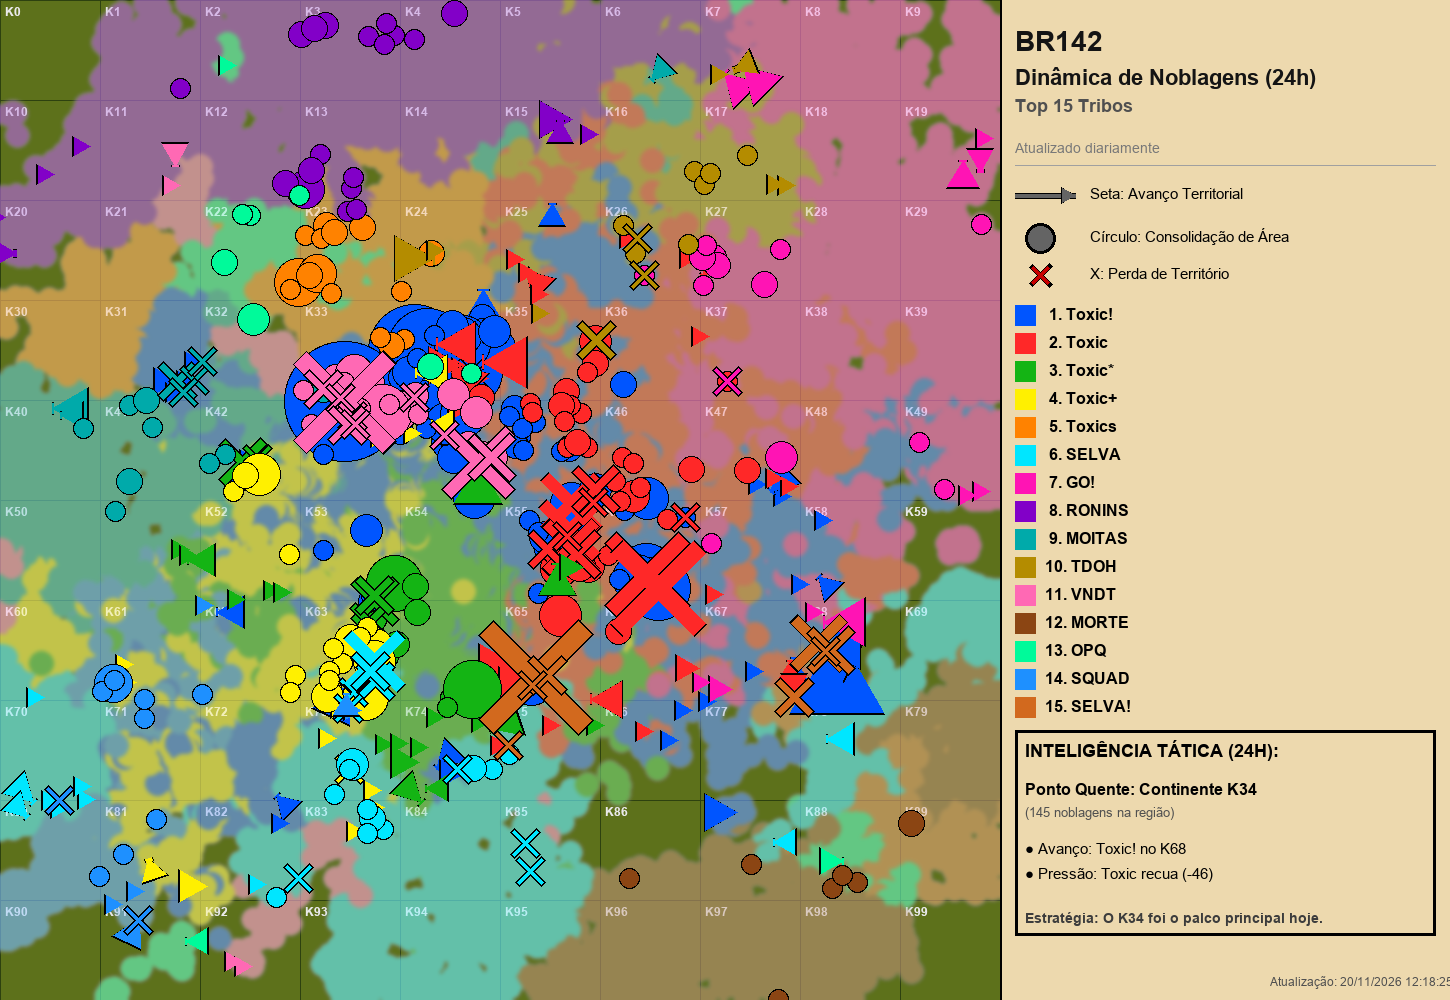 K0 K1 K2 K3 K4 K5 K6 K7 K8 K9
K10 K11 K12 K13 K14 K15 K16 K17 K18 K19
K20 K21 K22 K23 K24 K25 K26 K27 K28 K29
K30 K31 K32 K33 K35 K36 K37 K38 K39
K40 K41 K42 K44 K46 K47 K48 K49
K50 K52 K53 K54 K57 K58 K59
K60 K61 K63 K65 K67 K68 K69
K70 K71 K72 K74 K77 K79
K81 K83 K84 K85 K86 K88 K89
K90 K91 K92 K93 K94 K95 K96 K97 K98 K99
BR142
Dinâmica de Noblagens (24h)
Top 15 Tribos
Atualizado diariamente
Seta: Avanço Territorial
Círculo: Consolidação de Área
X: Perda de Território
1. Toxic!
2. Toxic
3. Toxic*
4. Toxic+
5. Toxics
6. SELVA
7. GO!
8. RONINS
9. MOITAS
10. TDOH
11. VNDT
12. MORTE
13. OPQ
14. SQUAD
15. SELVA!
INTELIGÊNCIA TÁTICA (24H):
Ponto Quente: Continente K34
(145 noblagens na região)
● Avanço: Toxic! no K68
● Pressão: Toxic recua (-46)
Estratégia: O K34 foi o palco principal hoje.
Atualização: 20/11/2026 12:18:25